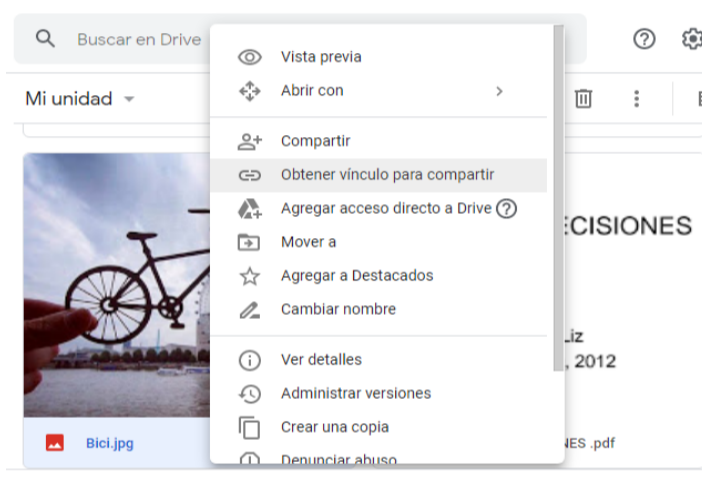 Buscar en Drive
Mi unidad
Vista previa
Abrir con
Compartir
Obtener vínculo para compartir
Agregar acceso directo a Drive
Mover a
Agregar a Destacados
Cambiar nombre
Ver detalles
Administrar versiones
Crear una copia
Denunciar abuso
ECISIONES
Liz
, 2012
Bici.jpg
NES .pdf